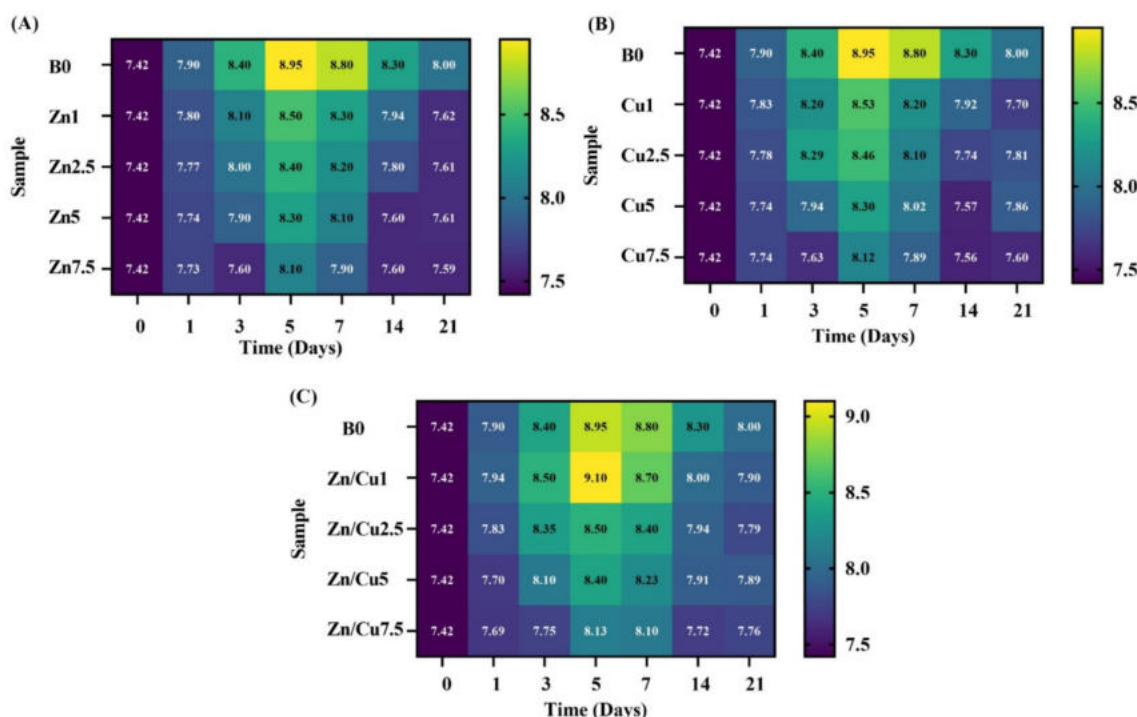 (A)
B0 7.42 7.90 8.40 8.95 8.80 8.30 8.00
Zn1 7.42 7.80 8.10 8.50 8.30 7.94 7.62
Zn2.5 7.42 7.77 8.00 8.40 8.20 7.80 7.61
Zn5 7.42 7.74 7.90 8.30 8.10 7.60 7.61
Zn7.5 7.42 7.73 7.60 8.10 7.90 7.60 7.59
0 1 3 5 7 14 21
Time (Days)
Sample
8.5
8.0
7.5
(B)
B0 7.42 7.90 8.40 8.95 8.80 8.30 8.00
Cu1 7.42 7.83 8.20 8.53 8.20 7.92 7.70
Cu2.5 7.42 7.78 8.29 8.46 8.10 7.74 7.81
Cu5 7.42 7.74 7.94 8.30 8.02 7.57 7.86
Cu7.5 7.42 7.74 7.63 8.12 7.89 7.56 7.60
0 1 3 5 7 14 21
Time (Days)
Sample
8.5
8.0
7.5
(C)
B0 7.42 7.90 8.40 8.95 8.80 8.30 8.00
Zn/Cu1 7.42 7.94 8.50 9.10 8.70 8.00 7.90
Zn/Cu2.5 7.42 7.83 8.35 8.50 8.40 7.94 7.79
Zn/Cu5 7.42 7.70 8.10 8.40 8.23 7.91 7.89
Zn/Cu7.5 7.42 7.69 7.75 8.13 8.10 7.72 7.76
0 1 3 5 7 14 21
Time (Days)
Sample
9.0
8.5
8.0
7.5